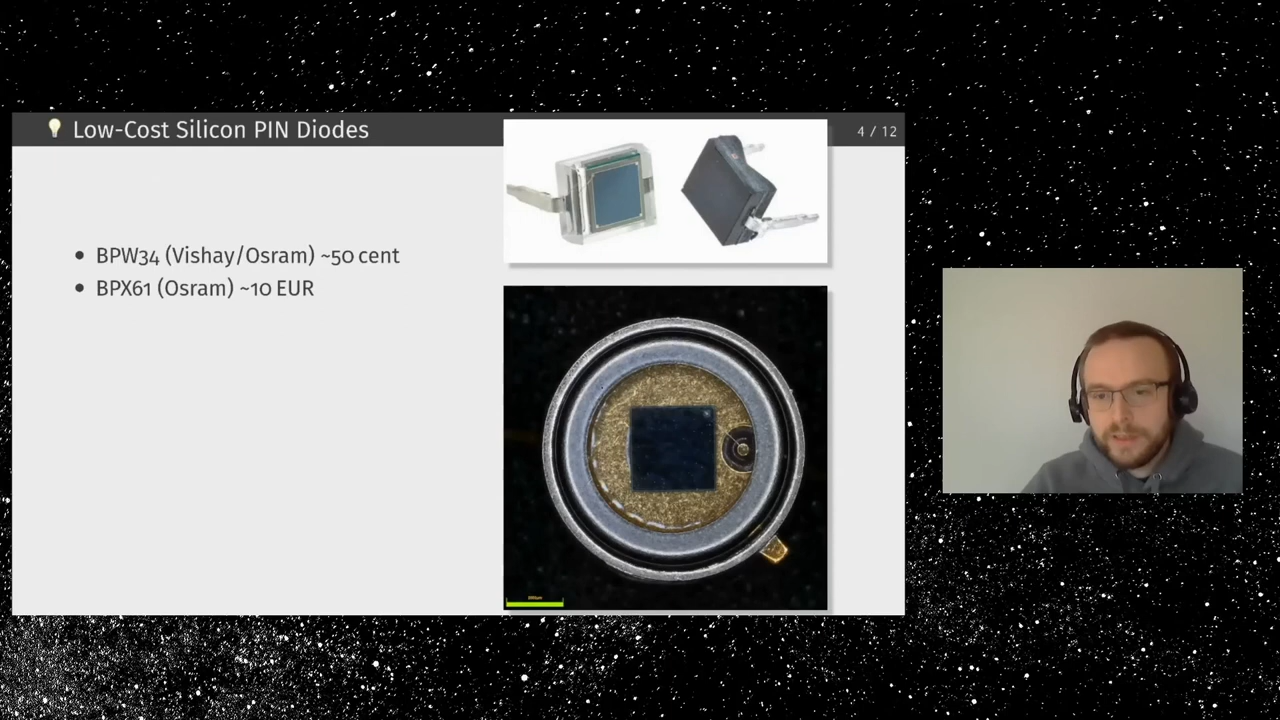 Low-Cost Silicon PIN Diodes
4 / 12
• BPW34 (Vishay/Osram) ~50 cent
• BPX61 (Osram) ~10 EUR